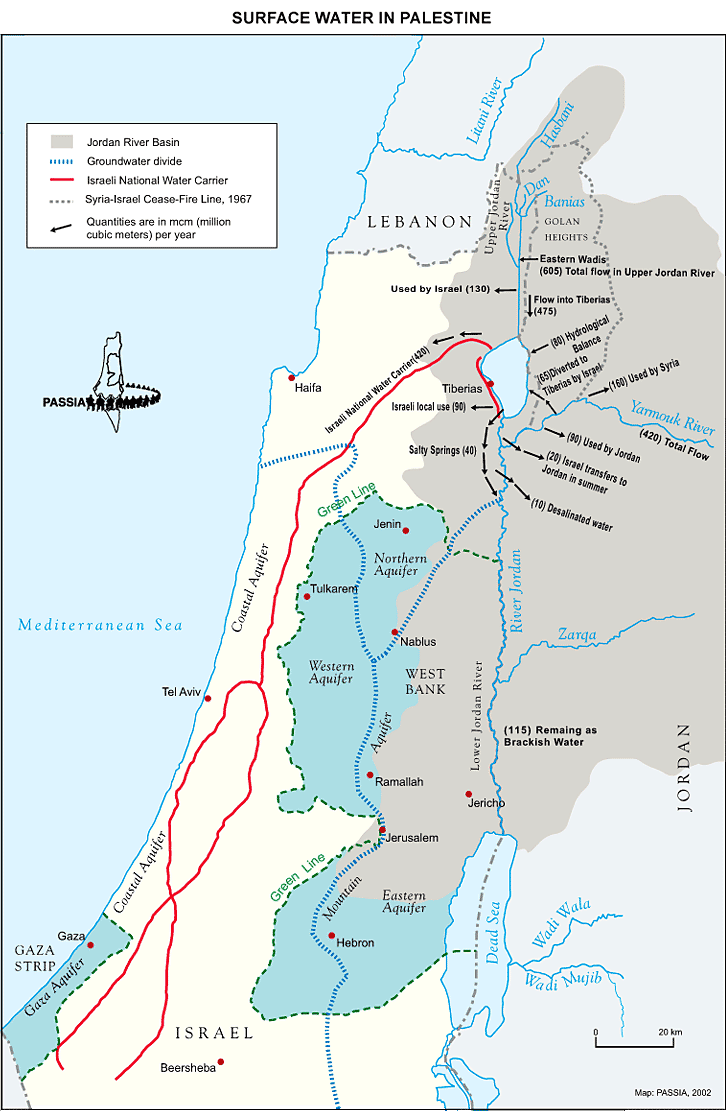 SURFACE WATER IN PALESTINE
Jordan River Basin
Groundwater divide
Israeli National Water Carrier
Syria-Israel Cease-Fire Line, 1967
Quantities are in mcm (million
cubic meters) per year
Litani River
Hasbani
Dan
Banias
Upper Jordan
River
GOLAN
HEIGHTS
LEBANON
Eastern Wadis
(605) Total flow in Upper Jordan River
Used by Israel (130)
Flow into Tiberias
(475)
(80) Hydrological
Balance
(65)Diverted to
Tiberias by Israel
(160) Used by Syria
Israeli National Water Carrier(420)
Haifa
Tiberias
PASSIA
Israeli local use (90)
Yarmouk River
(420) Total Flow
(90) Used by Jordan
Salty Springs (40)
(20) Israel transfers to
Jordan in summer
(10) Desalinated water
Green Line
Jenin
Northern
Aquifer
Coastal Aquifer
Tulkarem
River Jordan
Mediterranean Sea
Zarqa
Nablus
Western
Aquifer
WEST
BANK
Tel Aviv
Aquifer
Lower Jordan River
(115) Remaing as
Brackish Water
JORDAN
Ramallah
Jericho
Jerusalem
Coastal Aquifer
Green Line
Mountain
Eastern
Aquifer
Dead Sea
Wadi Wala
Gaza
GAZA
STRIP
Hebron
Gaza Aquifer
Wadi Mujib
ISRAEL
0 20 km
Beersheba
Map: PASSIA, 2002